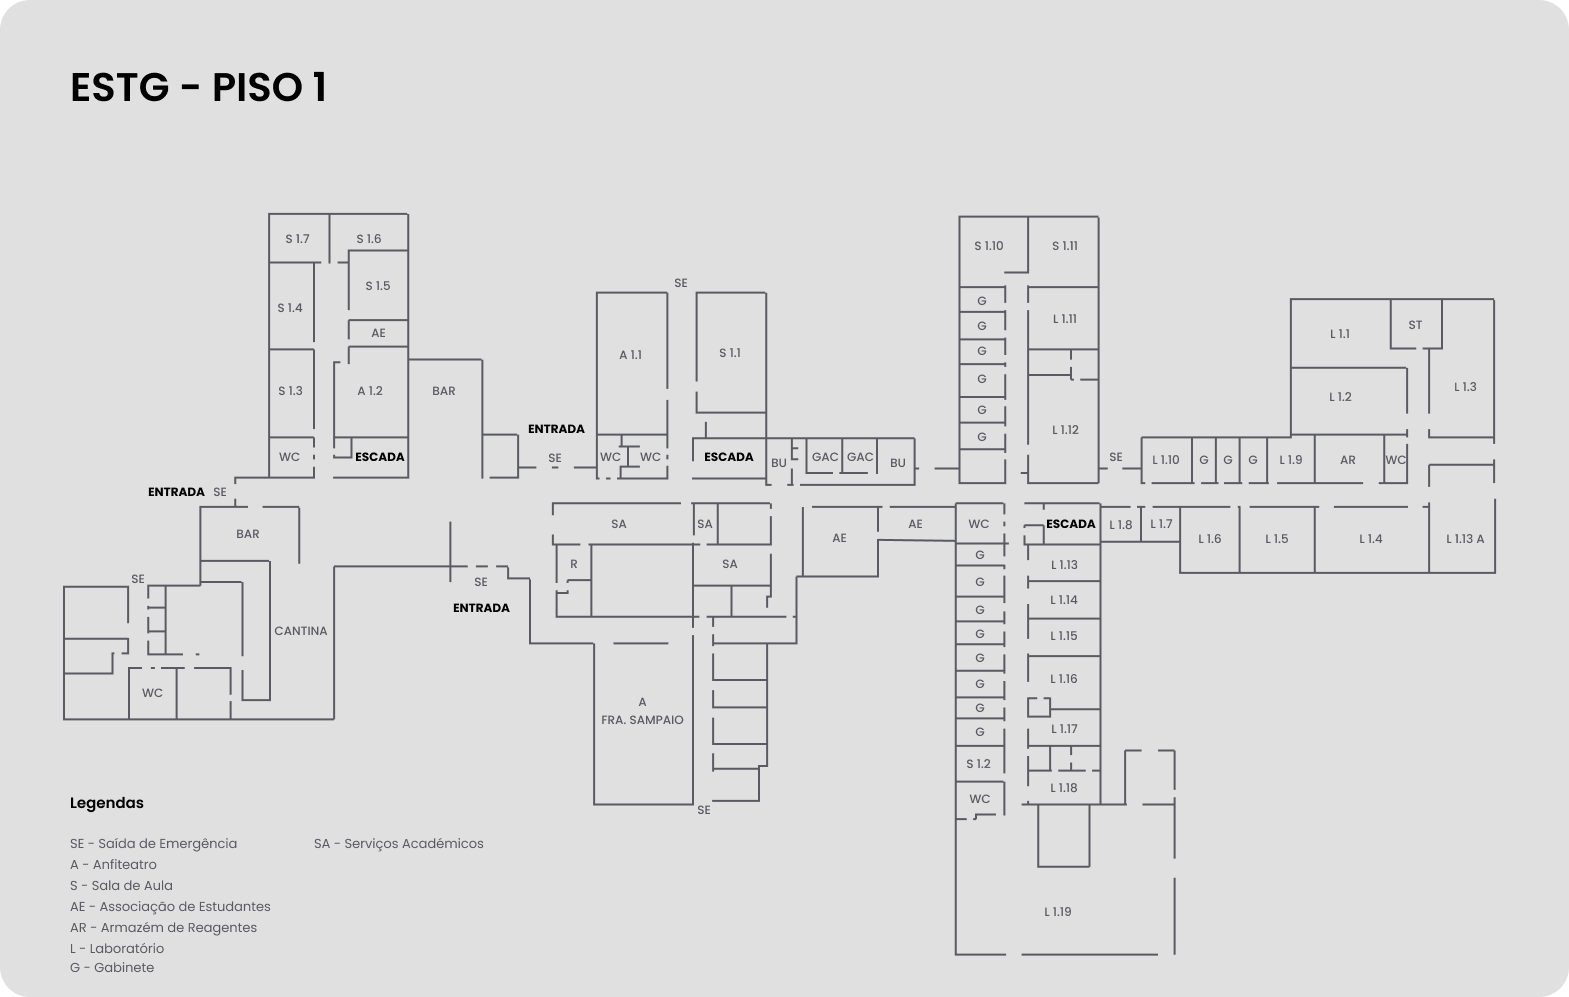 ESTG - PISO 1
S 1.7
S 1.6
S 1.5
S 1.4
AE
S 1.3
A 1.2
BAR
WC
ESCADA
ENTRADA SE
BAR
SE
CANTINA
WC
ENTRADA
SE
SE
A 1.1
S 1.1
WC
WC
ESCADA
BU
GAC
GAC
BU
SE
ENTRADA
SA
SA
R
SA
AE
AE
A
FRA. SAMPAIO
SE
S 1.10
S 1.11
G
G
G
G
G
G
L 1.11
L 1.12
SE
L 1.10
G
G
G
L 1.9
AR
WC
L 1.1
ST
L 1.2
L 1.3
WC
ESCADA
L 1.8
L 1.7
L 1.6
L 1.5
L 1.4
L 1.13 A
G
G
G
G
G
G
G
G
L 1.13
L 1.14
L 1.15
L 1.16
L 1.17
S 1.2
L 1.18
WC
L 1.19
Legendas
SE - Saída de Emergência
A - Anfiteatro
S - Sala de Aula
AE - Associação de Estudantes
AR - Armazém de Reagentes
L - Laboratório
G - Gabinete
SA - Serviços Académicos